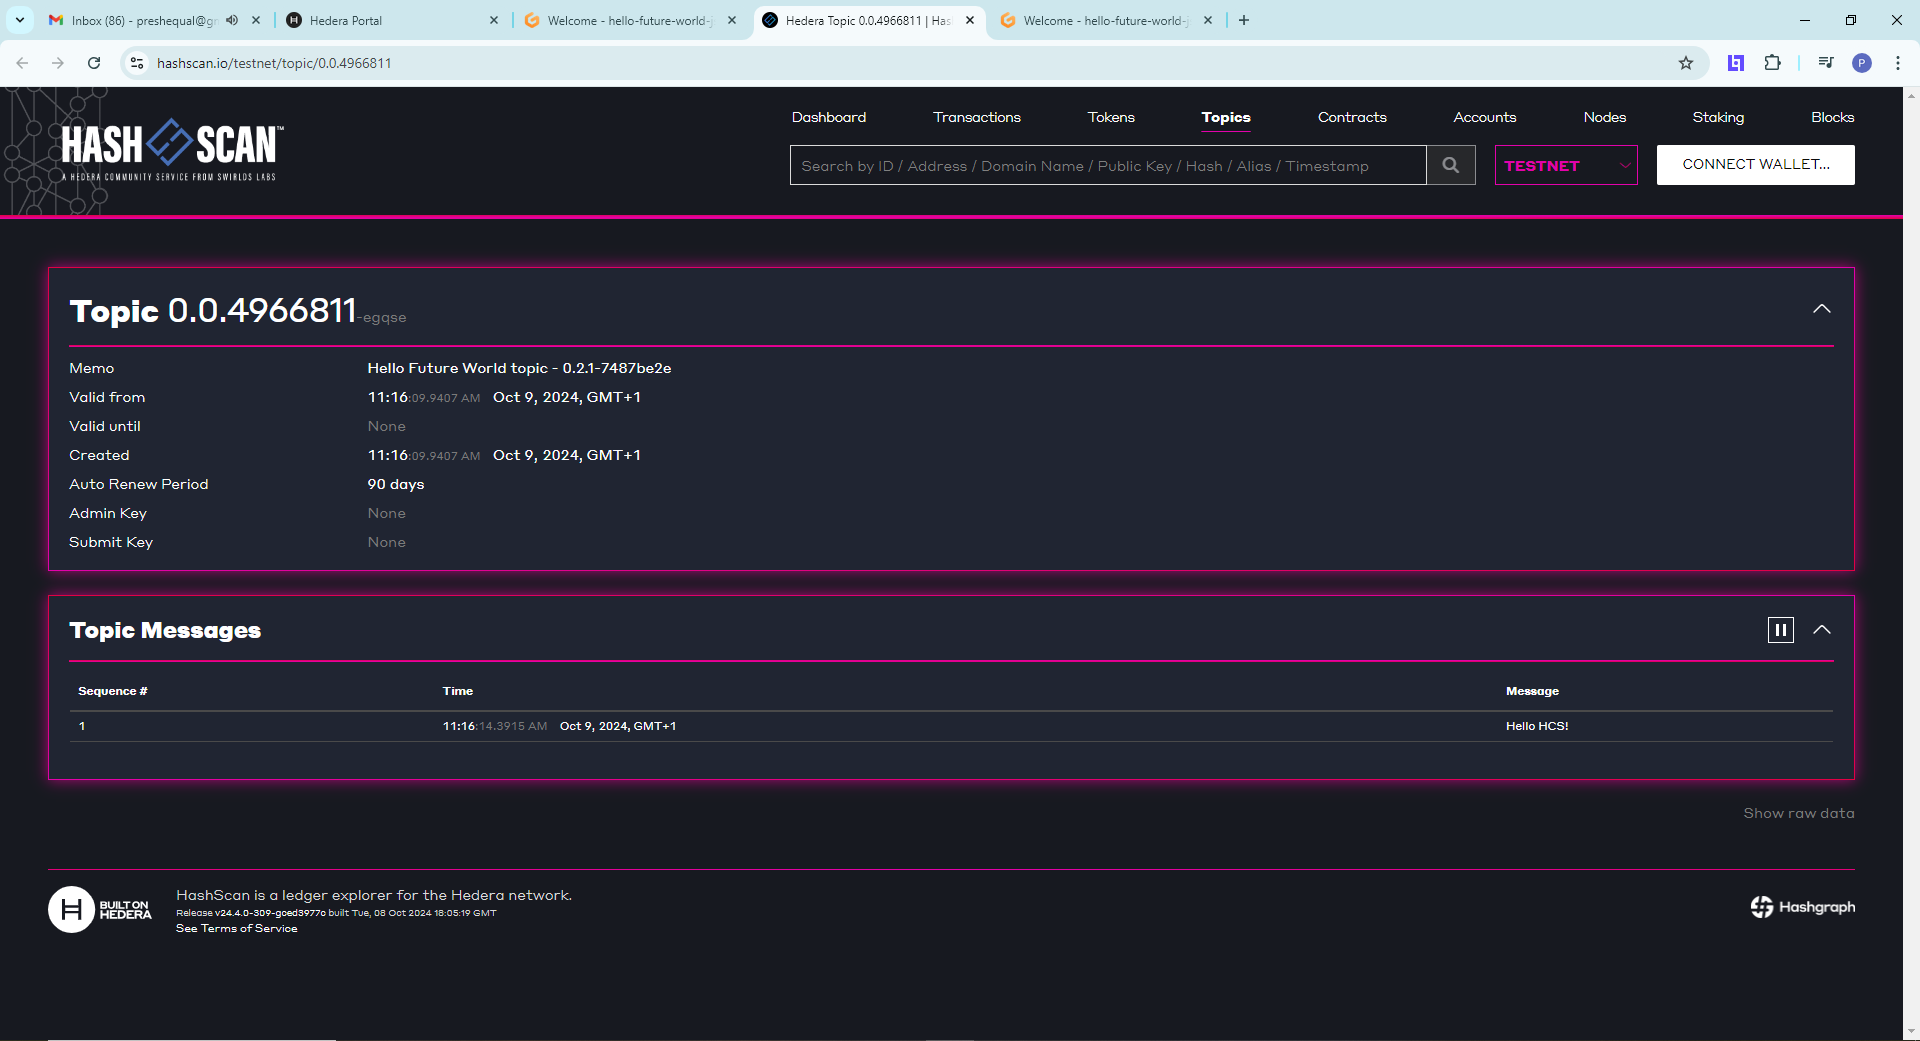 Inbox (86) - preshequal@gm
Hedera Portal
Welcome - hello-future-world-j
Hedera Topic 0.0.4966811 | Has
Welcome - hello-future-world-j
hashscan.io/testnet/topic/0.0.4966811
P
HASH SCAN™
A HEDERA COMMUNITY SERVICE FROM SWIRLDS LABS
Dashboard Transactions Tokens Topics Contracts Accounts Nodes Staking Blocks
Search by ID / Address / Domain Name / Public Key / Hash / Alias / Timestamp
TESTNET
CONNECT WALLET...
Topic 0.0.4966811-egqse
Memo Hello Future World topic - 0.2.1-7487be2e
Valid from 11:16:09.9407 AM Oct 9, 2024, GMT+1
Valid until None
Created 11:16:09.9407 AM Oct 9, 2024, GMT+1
Auto Renew Period 90 days
Admin Key None
Submit Key None
Topic Messages
Sequence # Time Message
1 11:16:14.3915 AM Oct 9, 2024, GMT+1 Hello HCS!
Show raw data
H BUILT ON
HEDERA
HashScan is a ledger explorer for the Hedera network.
Release v24.4.0-309-gced3977c built Tue, 08 Oct 2024 18:05:19 GMT
See Terms of Service
Hashgraph